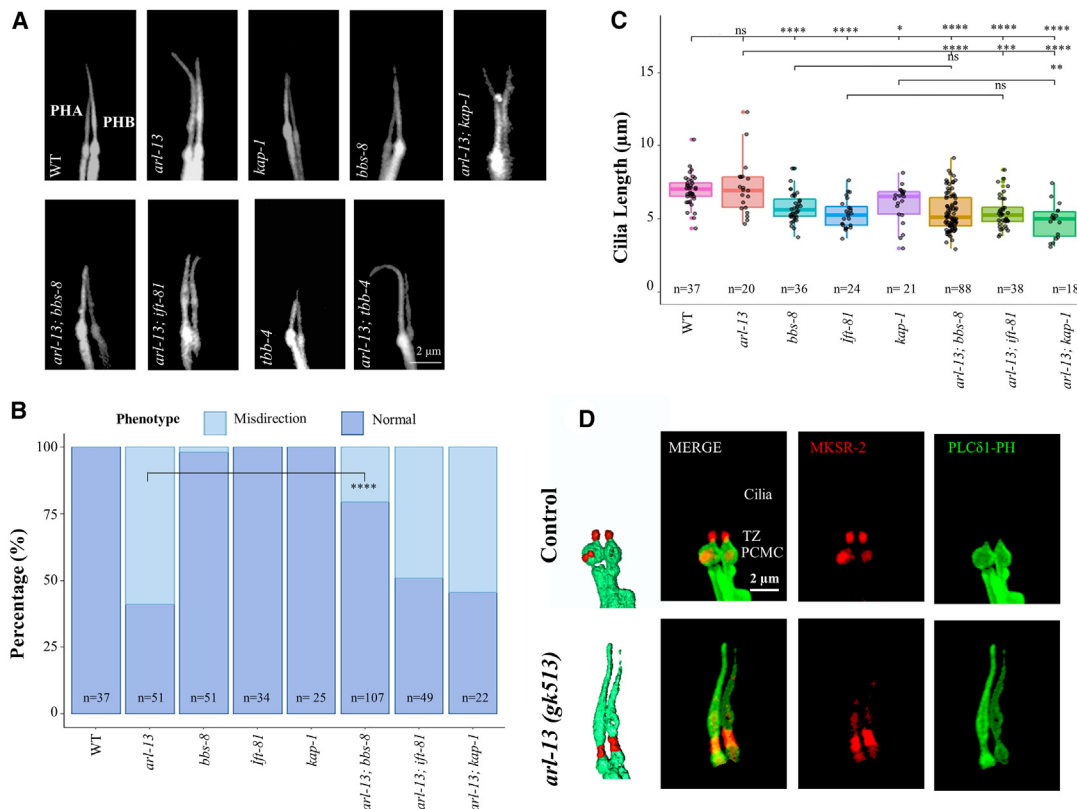 A
PHA
PHB
WT
arl-13
kap-1
bbs-8
arl-13; kap-1
arl-13; bbs-8
arl-13; ift-81
tbb-4
arl-13; tbb-4
2 µm
B
Phenotype Misdirection
Normal
Percentage (%)
100
75
50
25
0
****
n=37 n=51 n=51 n=34 n= 25 n=107 n=49 n=22
WT
arl-13
bbs-8
ift-81
kap-1
arl-13; bbs-8
arl-13; ift-81
arl-13; kap-1
C
ns **** **** * **** **** ****
**** *** ****
ns **
ns
Cilia Length (µm)
15
10
5
0
n=37 n=20 n=36 n=24 n= 21 n=88 n=38 n=18
WT
arl-13
bbs-8
ift-81
kap-1
arl-13; bbs-8
arl-13; ift-81
arl-13; kap-1
D
MERGE MKSR-2 PLCδ1-PH
Control
Cilia
TZ
PCMC
2 µm
arl-13 (gk513)